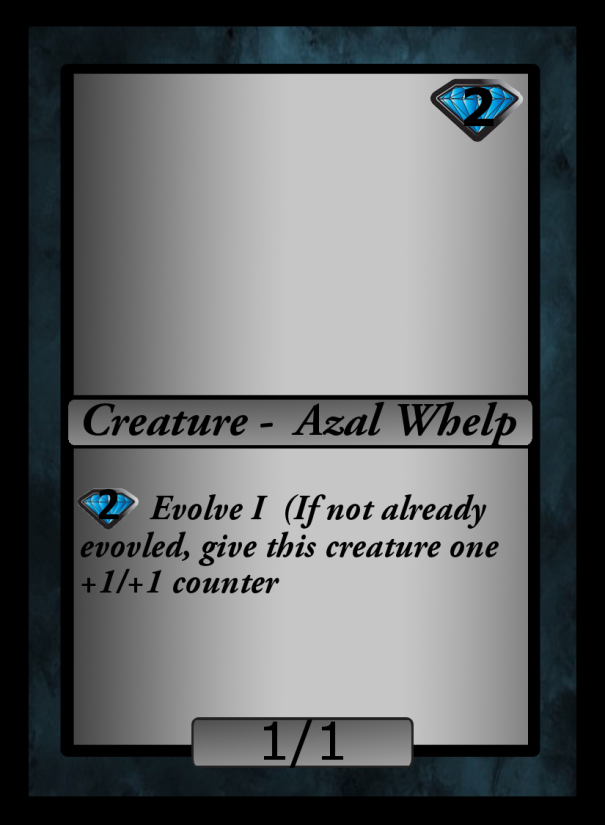 2
Creature - Azal Whelp
2 Evolve I (If not already
evovled, give this creature one
+1/+1 counter
1/1